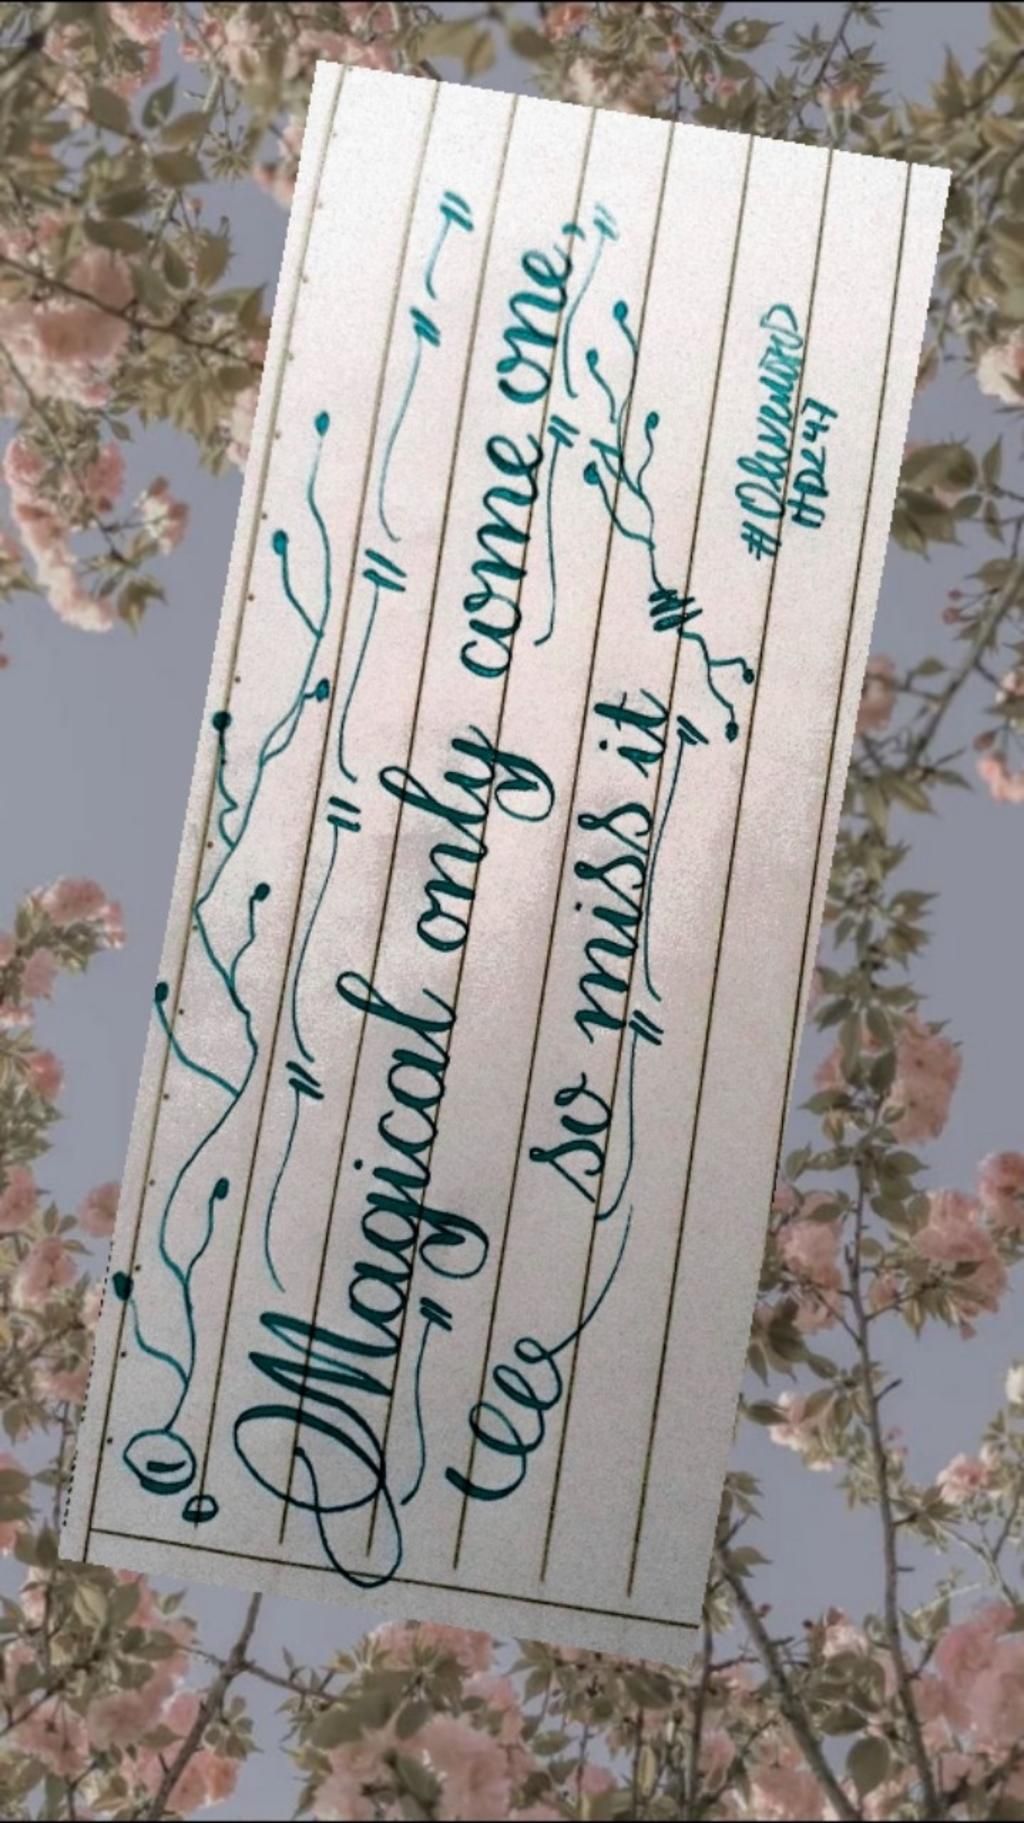 Magical only come one,
so miss it